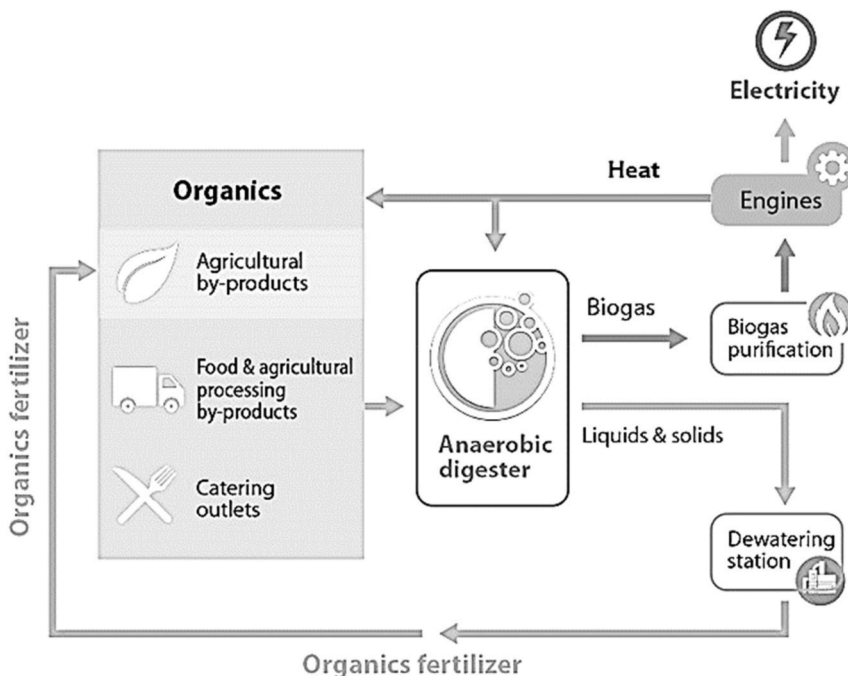 Electricity
Heat
Engines
Organics
Agricultural
by-products
Food & agricultural
processing
by-products
Catering
outlets
Anaerobic
digester
Biogas
Biogas
purification
Liquids & solids
Dewatering
station
Organics fertilizer
Organics fertilizer